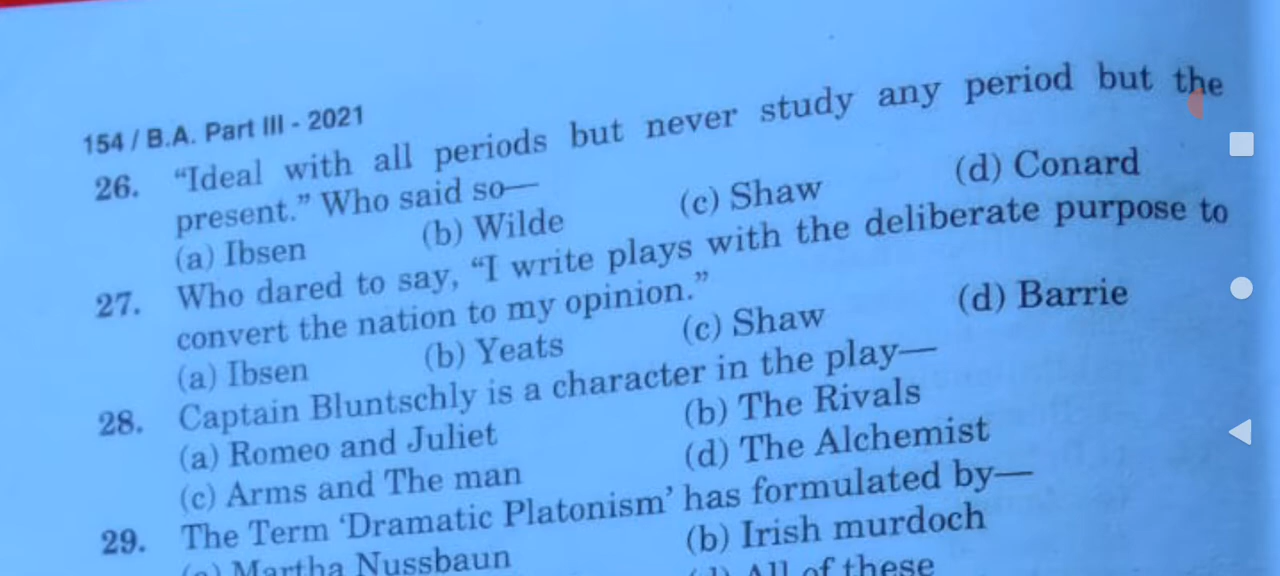 154 / B.A. Part III - 2021
26. “Ideal with all periods but never study any period but the
present.” Who said so—
(a) Ibsen (b) Wilde (c) Shaw (d) Conard
27. Who dared to say, “I write plays with the deliberate purpose to
convert the nation to my opinion.”
(a) Ibsen (b) Yeats (c) Shaw (d) Barrie
28. Captain Bluntschly is a character in the play—
(a) Romeo and Juliet (b) The Rivals
(c) Arms and The man (d) The Alchemist
29. The Term ‘Dramatic Platonism’ has formulated by—
(a) Martha Nussbaun (b) Irish murdoch
(d) All of these